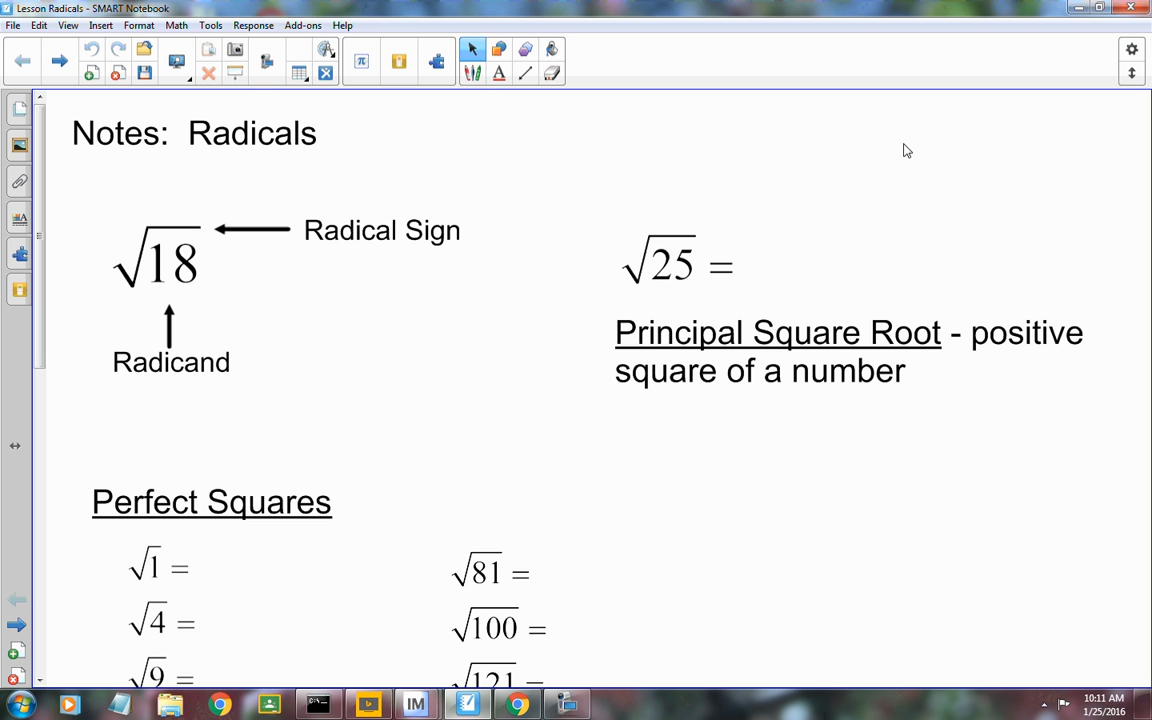 Lesson Radicals - SMART Notebook
File Edit View Insert Format Math Tools Response Add-ons Help
Notes: Radicals
√18
Radical Sign
Radicand
√25 =
Principal Square Root - positive
square of a number
Perfect Squares
√1 =
√4 =
√9 =
√81 =
√100 =
√121 =
IM
10:11 AM
1/25/2016